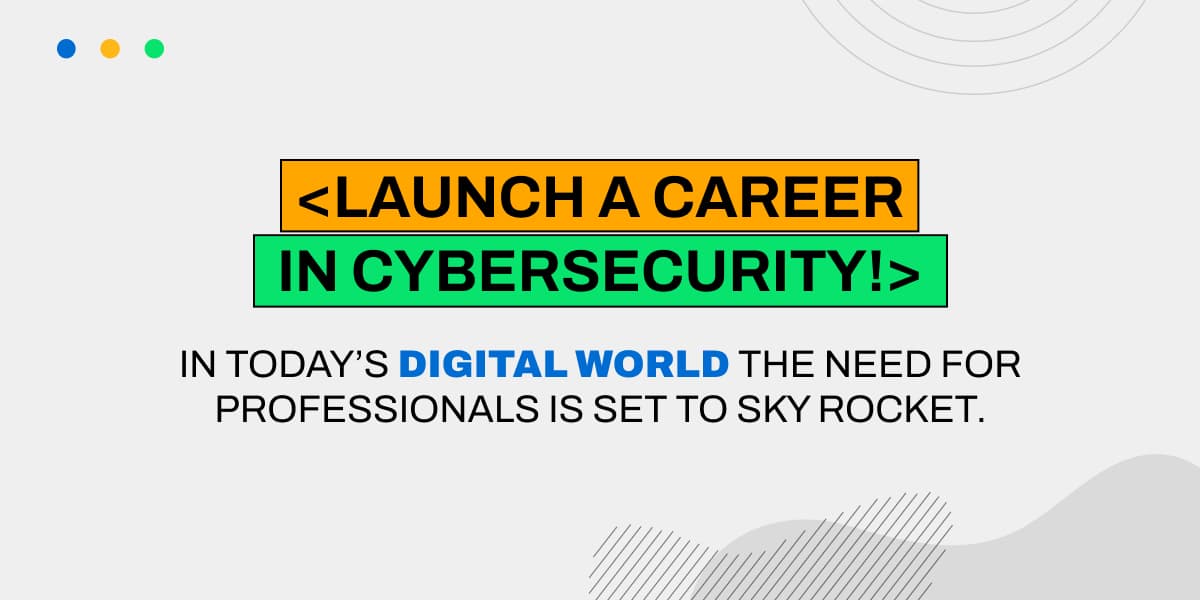 <LAUNCH A CAREER
IN CYBERSECURITY!>
IN TODAY’S DIGITAL WORLD THE NEED FOR
PROFESSIONALS IS SET TO SKY ROCKET.